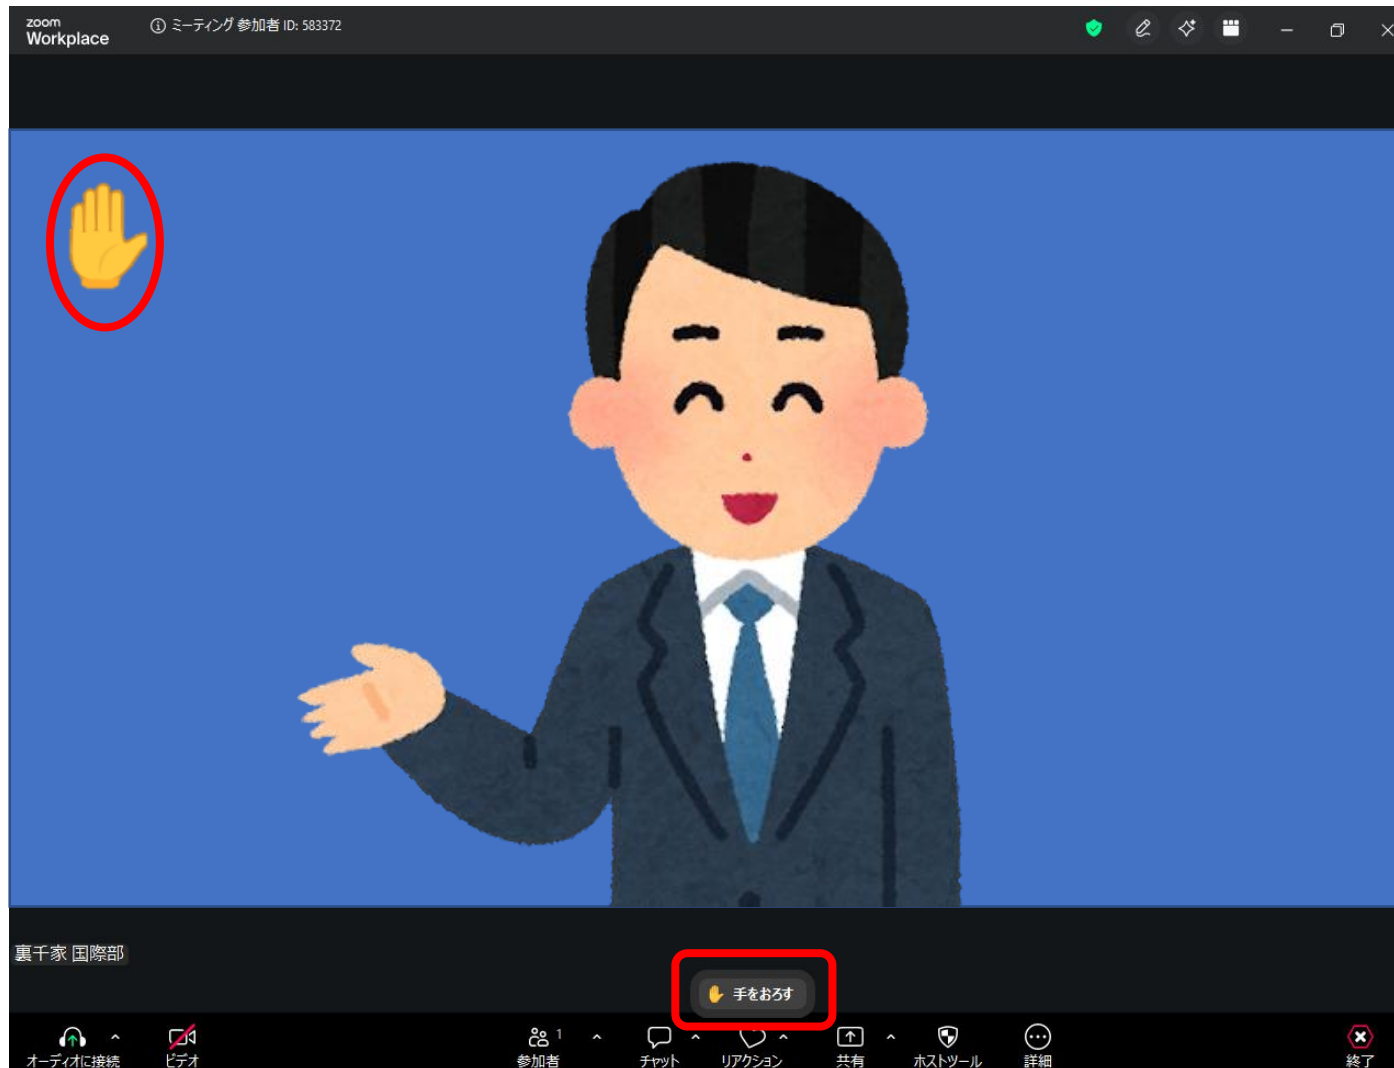 zoom
Workplace
ミーティング 参加者 ID: 583372
裏千家 国際部
手をおろす
オーディオに接続
ビデオ
参加者
1
チャット
リアクション
共有
ホストツール
詳細
終了